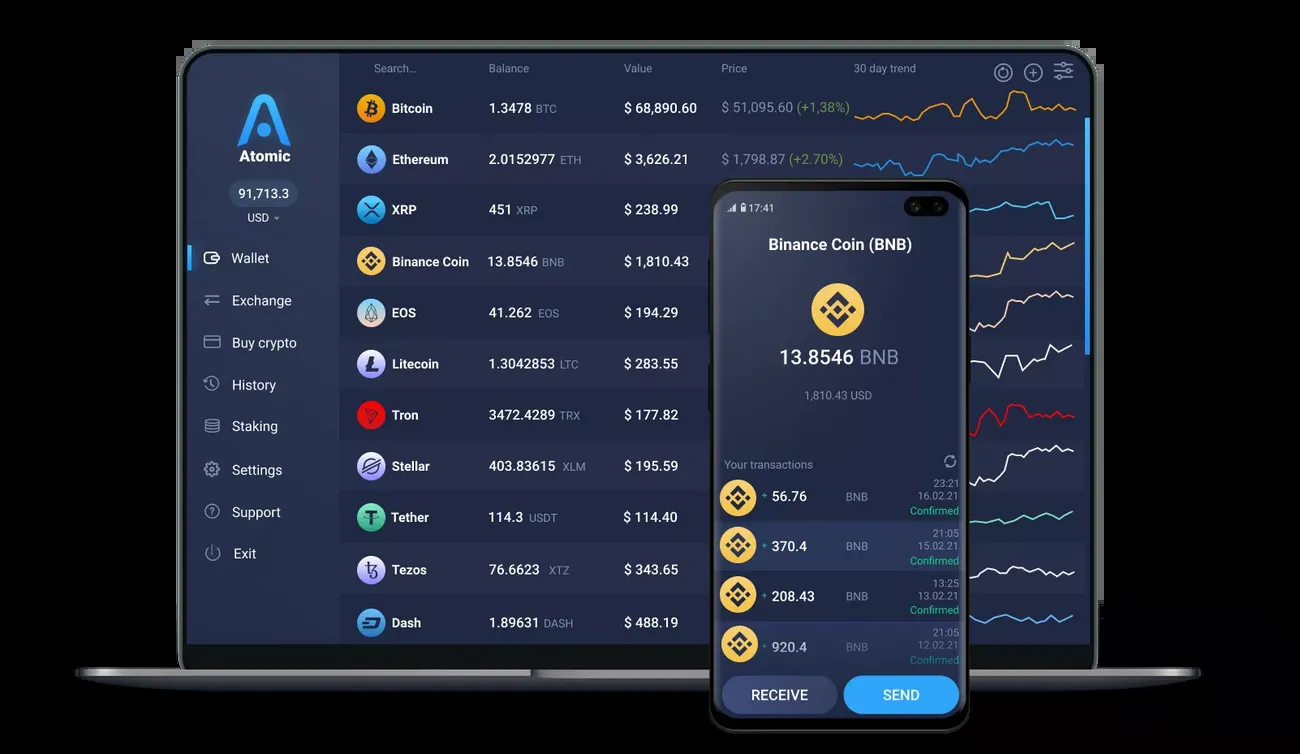 Atomic
91,713.3
USD
Wallet
Exchange
Buy crypto
History
Staking
Settings
Support
Exit
Search... Balance Value Price 30 day trend
Bitcoin 1.3478 BTC $ 68,890.60 $ 51,095.60 (+1,38%)
Ethereum 2.0152977 ETH $ 3,626.21 $ 1,798.87 (+2.70%)
XRP 451 XRP $ 238.99
Binance Coin 13.8546 BNB $ 1,810.43
EOS 41.262 EOS $ 194.29
Litecoin 1.3042853 LTC $ 283.55
Tron 3472.4289 TRX $ 177.82
Stellar 403.83615 XLM $ 195.59
Tether 114.3 USDT $ 114.40
Tezos 76.6623 XTZ $ 343.65
Dash 1.89631 DASH $ 488.19
17:41
Binance Coin (BNB)
13.8546 BNB
1,810.43 USD
Your transactions
23:21
+ 56.76 BNB 16.02.21
Confirmed
21:05
+ 370.4 BNB 15.02.21
Confirmed
13:25
+ 208.43 BNB 13.02.21
Confirmed
21:05
+ 920.4 BNB 12.02.21
Confirmed
RECEIVE SEND